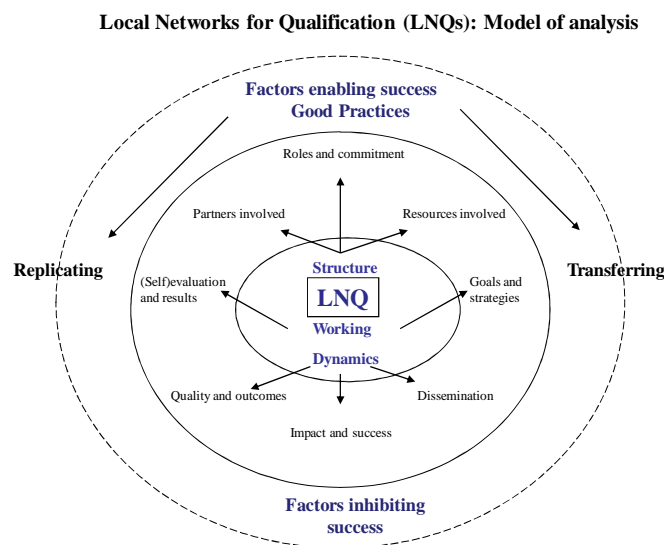 Local Networks for Qualification (LNQs): Model of analysis
Factors enabling success
Good Practices
Roles and commitment
Partners involved
Resources involved
Replicating
Transferring
Structure
(Self)evaluation
and results
LNQ
Goals and
strategies
Working
Dynamics
Quality and outcomes
Dissemination
Impact and success
Factors inhibiting
success